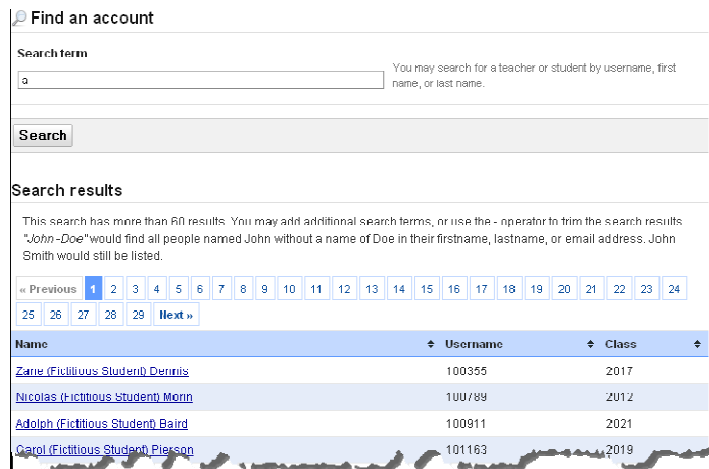 Find an account
Search term
a
You may search for a teacher or student by username, first
name, or last name.
Search
Search results
This search has more than 60 results. You may add additional search terms, or use the - operator to trim the search results.
"John -Doe" would find all people named John without a name of Doe in their firstname, lastname, or email address. John
Smith would still be listed.
« Previous 1 2 3 4 5 6 7 8 9 10 11 12 13 14 15 16 17 18 19 20 21 22 23 24
25 26 27 28 29 Next »
Name Username Class
Zane (Fictitious Student) Dennis 100355 2017
Nicolas (Fictitious Student) Morin 100789 2012
Adolph (Fictitious Student) Baird 100911 2021
Carol (Fictitious Student) Pierson 101163 2019